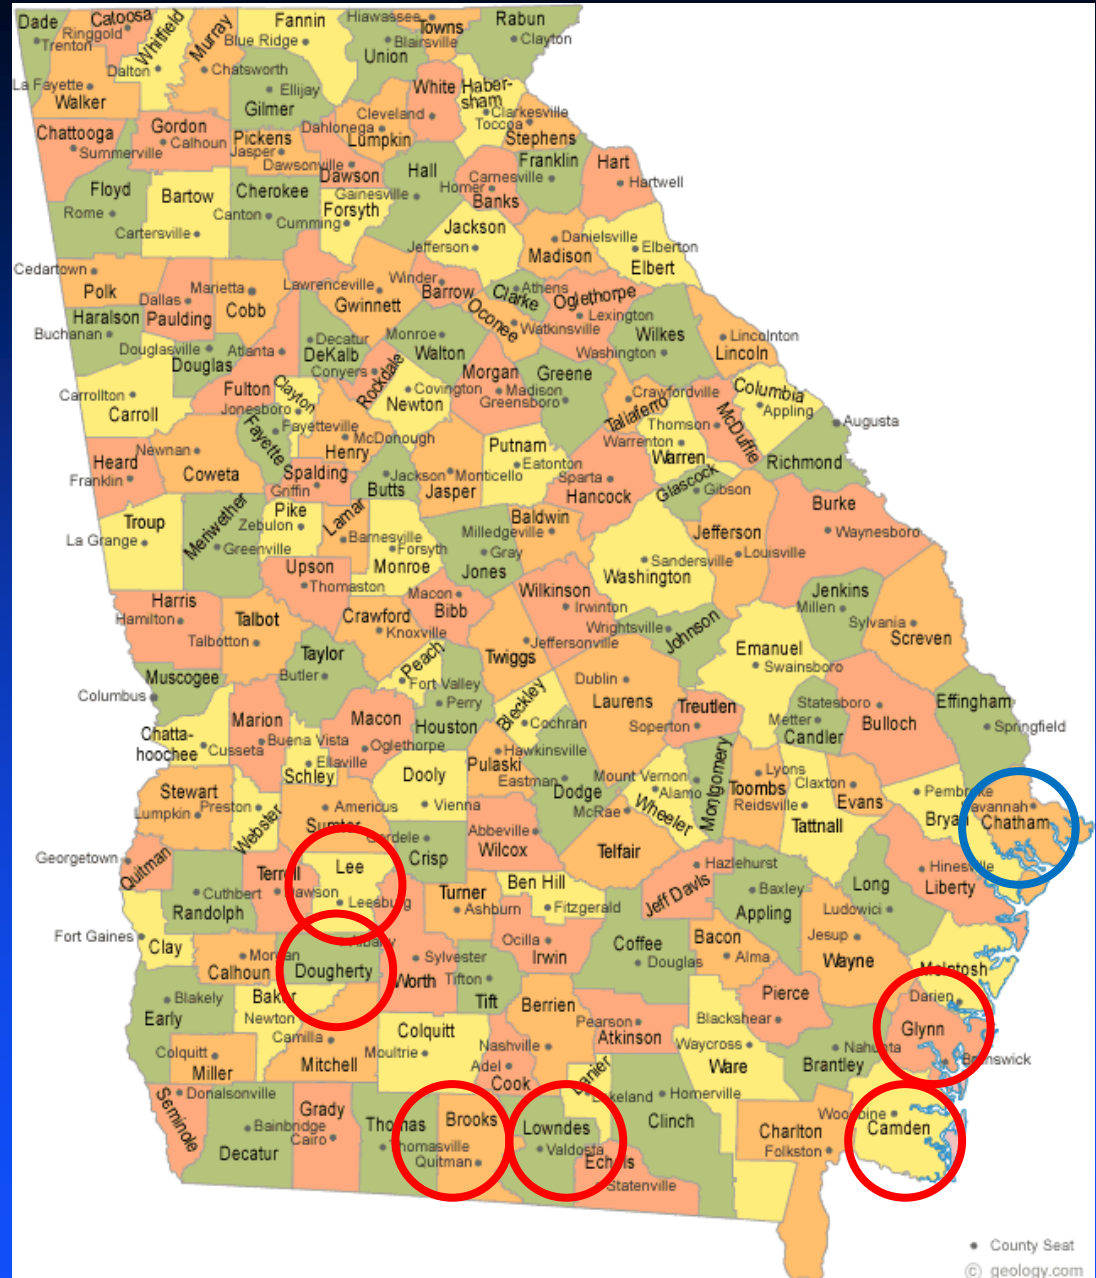 Dade
Catoosa
Ringgold
Trenton
Whitfield
Dalton
Murray
Chatsworth
Fannin
Blue Ridge
Hiawassee
Towns
Blairsville
Union
Rabun
Clayton
La Fayette
Walker
Ellijay
Gilmer
White
Cleveland
Haber-
sham
Clarkesville
Toccoa
Stephens
Chattooga
Summerville
Gordon
Calhoun
Pickens
Jasper
Dahlonega
Lumpkin
Dawsonville
Dawson
Hall
Gainesville
Homer
Banks
Carnesville
Franklin
Hart
Hartwell
Floyd
Rome
Bartow
Cartersville
Cherokee
Canton
Cumming
Forsyth
Jackson
Jefferson
Danielsville
Madison
Elberton
Elbert
Cedartown
Polk
Dallas
Paulding
Marietta
Cobb
Lawrenceville
Gwinnett
Winder
Barrow
Clarke
Athens
Oconee
Watkinsville
Oglethorpe
Lexington
Wilkes
Washington
Lincolnton
Lincoln
Haralson
Buchanan
Douglasville
Douglas
Atlanta
Fulton
Decatur
DeKalb
Conyers
Rockdale
Monroe
Walton
Morgan
Madison
Greene
Greensboro
Crawfordville
Taliaferro
Columbia
Appling
Augusta
Carrollton
Carroll
Clayton
Jonesboro
Fayette
Fayetteville
Covington
Newton
Thomson
McDuffie
Warrenton
Warren
Richmond
Heard
Franklin
Newnan
Coweta
McDonough
Henry
Spalding
Griffin
Jackson
Butts
Monticello
Jasper
Putnam
Eatonton
Sparta
Hancock
Glascock
Gibson
Burke
Waynesboro
Troup
La Grange
Meriwether
Greenville
Pike
Zebulon
Lamar
Barnesville
Forsyth
Monroe
Baldwin
Milledgeville
Gray
Jones
Jefferson
Louisville
Sandersville
Washington
Harris
Hamilton
Talbot
Talbotton
Upson
Thomaston
Crawford
Knoxville
Macon
Bibb
Wilkinson
Irwinton
Jeffersonville
Twiggs
Wrightsville
Johnson
Jenkins
Millen
Sylvania
Screven
Emanuel
Swainsboro
Muscogee
Columbus
Taylor
Butler
Peach
Fort Valley
Perry
Houston
Bleckley
Cochran
Dublin
Laurens
Treutlen
Soperton
Metter
Candler
Statesboro
Bulloch
Effingham
Springfield
Chatta-
hoochee
Cusseta
Marion
Buena Vista
Macon
Oglethorpe
Ellaville
Schley
Dooly
Vienna
Hawkinsville
Pulaski
Eastman
Dodge
Mount Vernon
Alamo
Montgomery
McRae
Wheeler
Lyons
Toombs
Reidsville
Claxton
Evans
Tattnall
Pembroke
Bryan
Savannah
Chatham
Stewart
Lumpkin
Preston
Webster
Americus
Sumter
Cordele
Crisp
Abbeville
Wilcox
Telfair
Georgetown
Quitman
Cuthbert
Randolph
Terrell
Dawson
Lee
Leesburg
Turner
Ashburn
Ben Hill
Fitzgerald
Jeff Davis
Hazlehurst
Baxley
Appling
Long
Ludowici
Hinesville
Liberty
Fort Gaines
Clay
Morgan
Calhoun
Albany
Dougherty
Sylvester
Worth
Tifton
Tift
Ocilla
Irwin
Coffee
Douglas
Bacon
Alma
Jesup
Wayne
McIntosh
Darien
Blakely
Early
Baker
Newton
Camilla
Mitchell
Colquitt
Moultrie
Berrien
Nashville
Pearson
Atkinson
Pierce
Blackshear
Waycross
Ware
Nahunta
Brantley
Glynn
Brunswick
Colquitt
Miller
Adel
Cook
Lanier
Lakeland
Homerville
Clinch
Donalsonville
Seminole
Bainbridge
Decatur
Grady
Cairo
Thomas
Thomasville
Brooks
Quitman
Lowndes
Valdosta
Echols
Statenville
Charlton
Folkston
Woodbine
Camden
County Seat
© geology.com